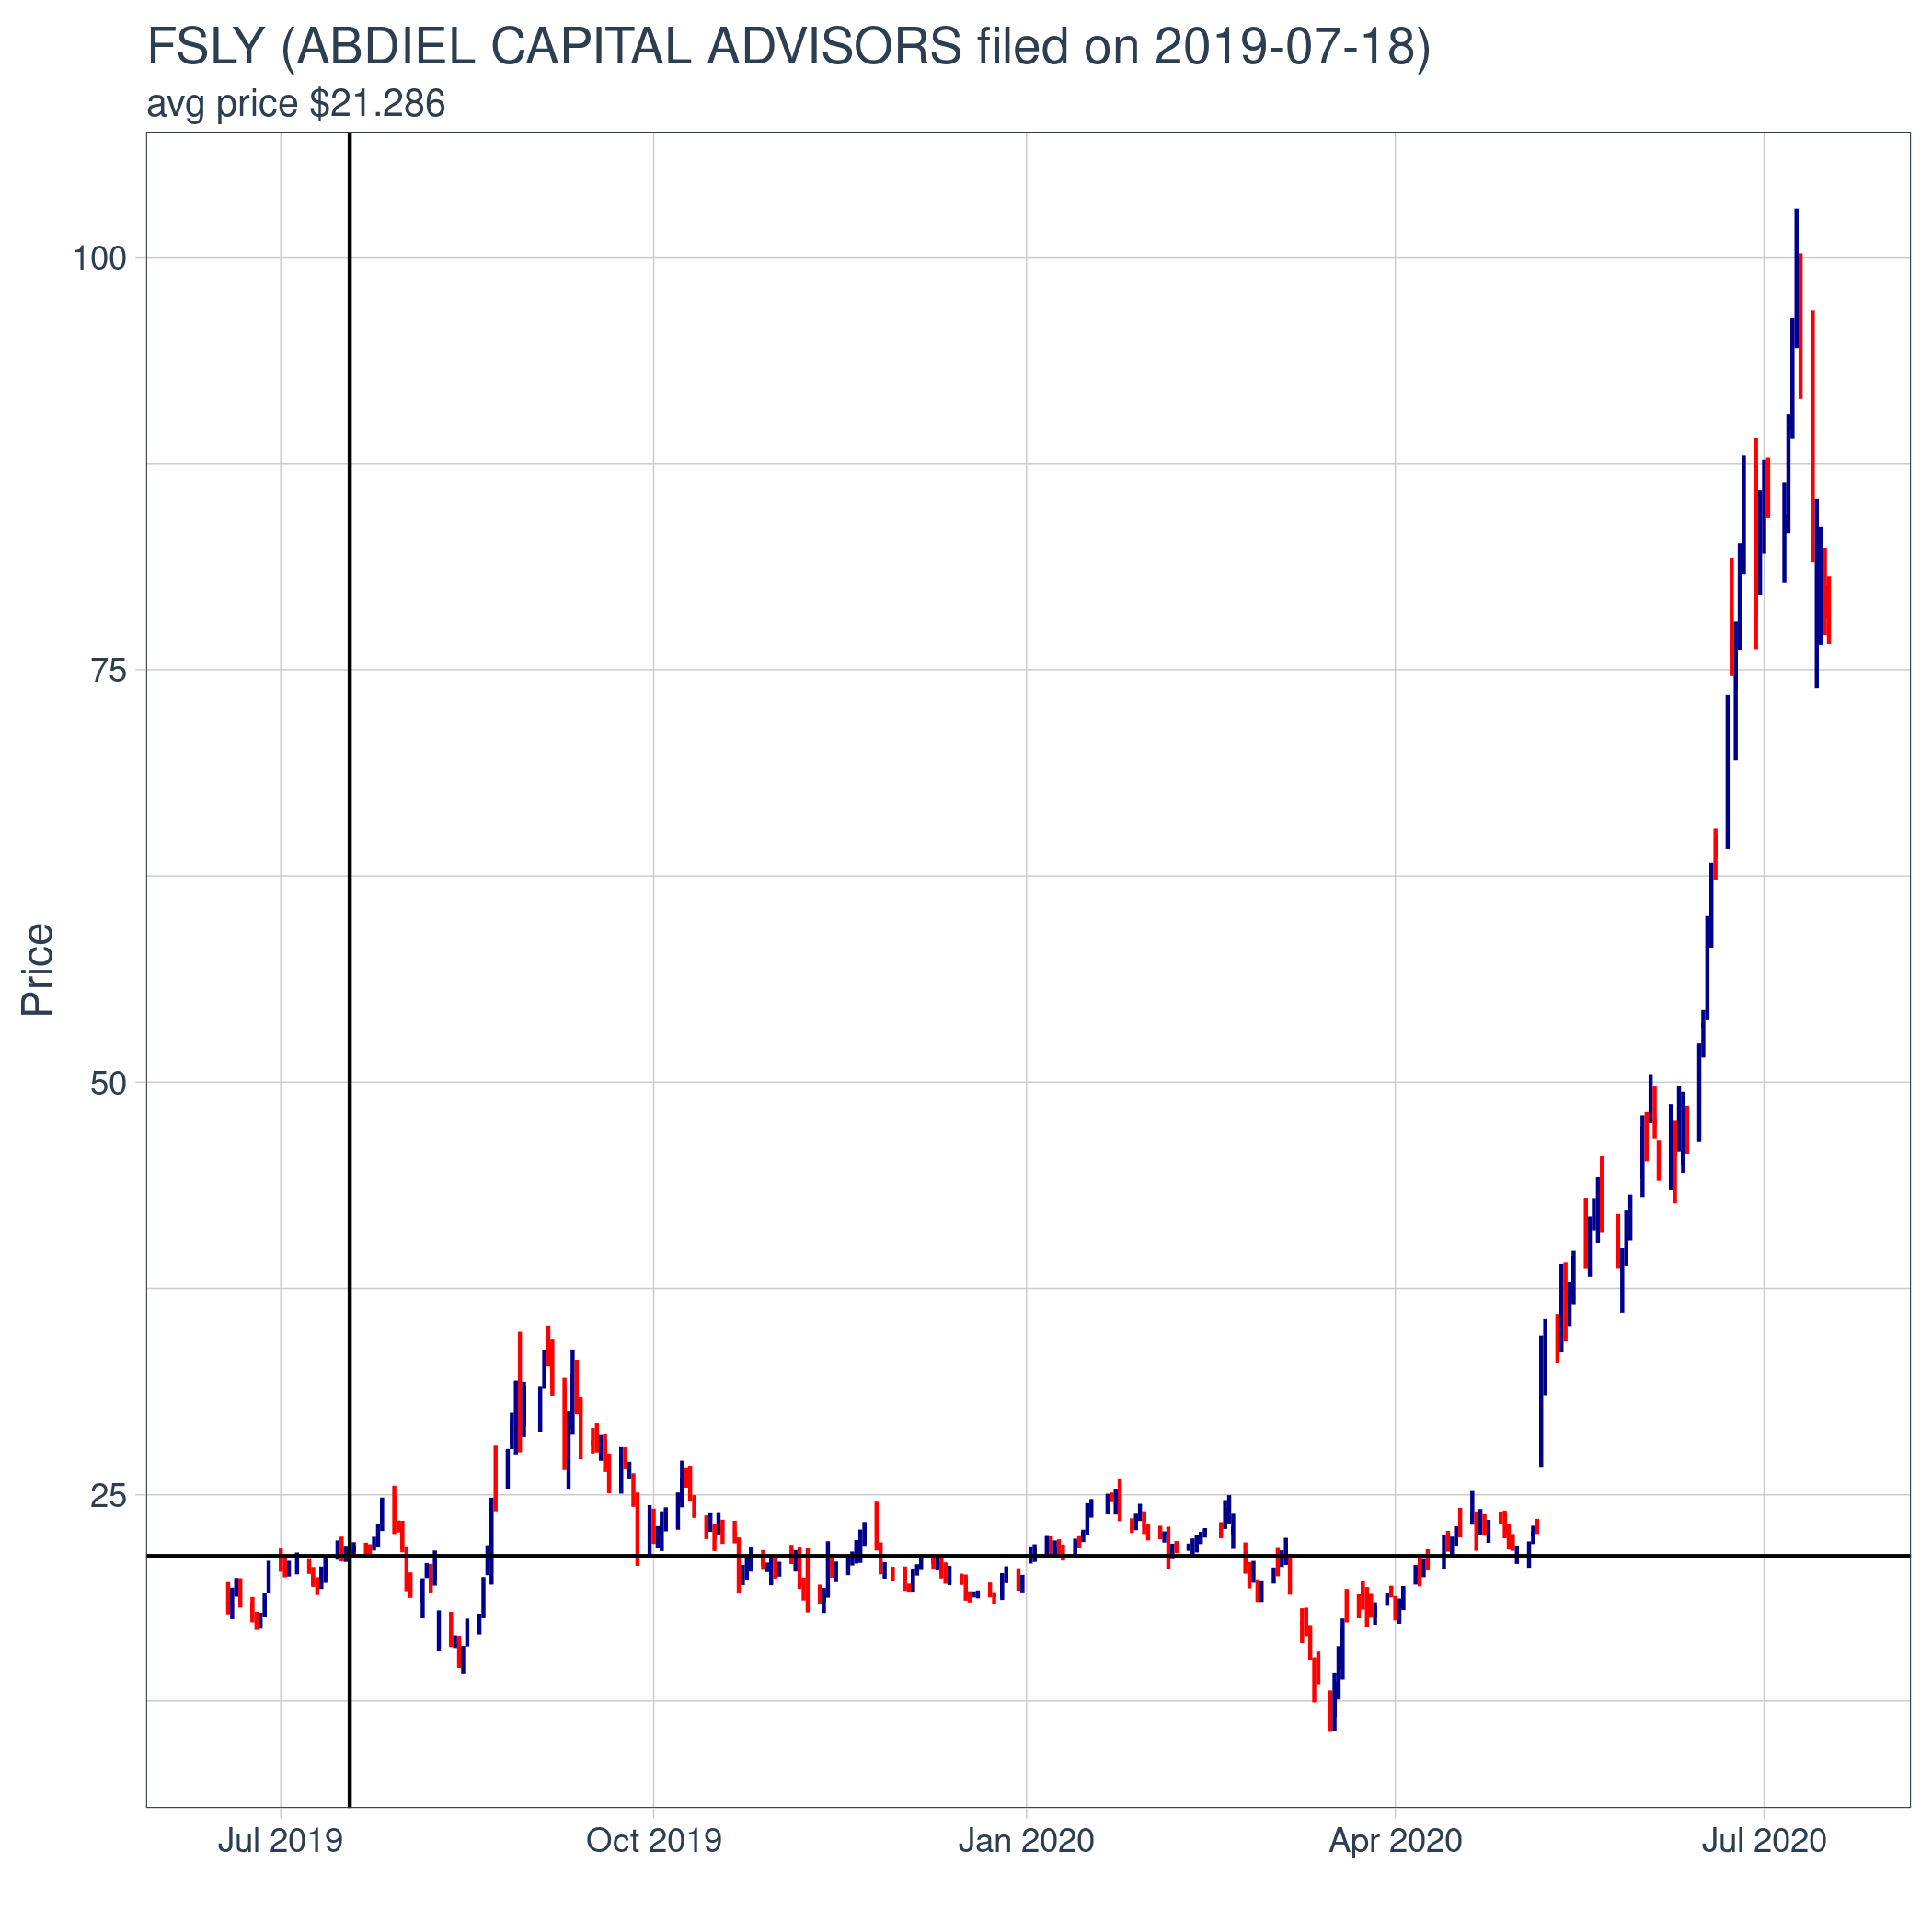 FSLY (ABDIEL CAPITAL ADVISORS filed on 2019-07-18)
avg price $21.286
100
75
50
25
Price
Jul 2019
Oct 2019
Jan 2020
Apr 2020
Jul 2020